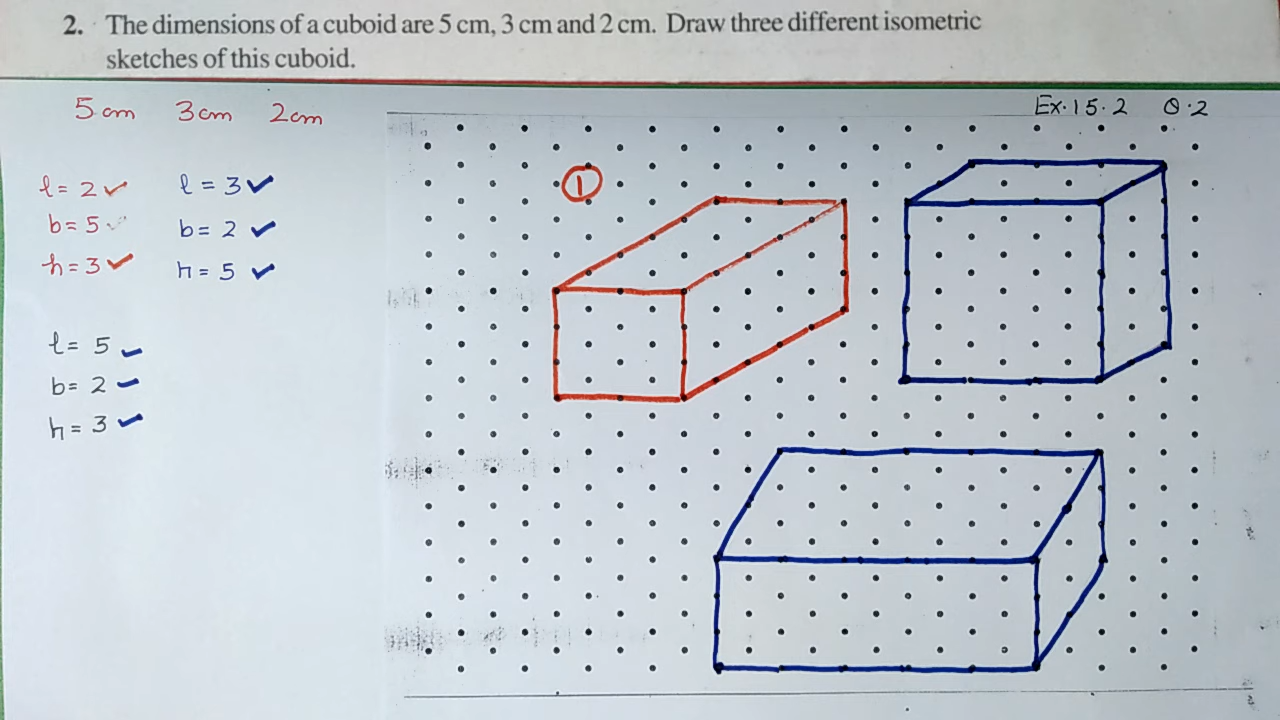 2. The dimensions of a cuboid are 5 cm, 3 cm and 2 cm. Draw three different isometric
sketches of this cuboid.
5 cm 3 cm 2 cm
Ex. 15.2 Q.2
l = 2 ✓ l = 3 ✓
b = 5 ✓ b = 2 ✓
h = 3 ✓ h = 5 ✓
l = 5 ✓
b = 2 ✓
h = 3 ✓
1